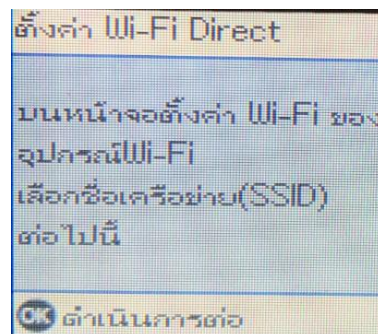 ตั้งค่า Wi-Fi Direct
บนหน้าจอตั้งค่า Wi-Fi ของ
อุปกรณ์Wi-Fi
เลือกชื่อเครือข่าย(SSID)
ต่อไปนี้
OK ดำเนินการต่อ